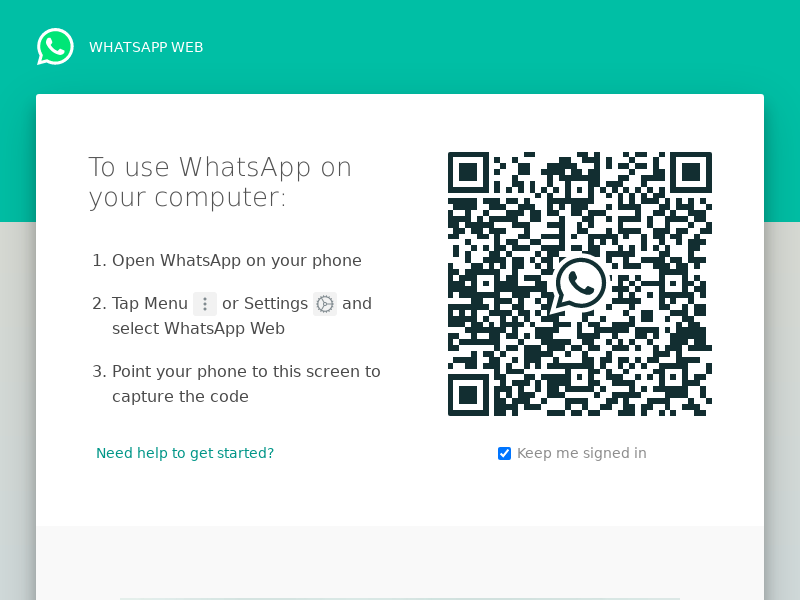 WHATSAPP WEB
To use WhatsApp on
your computer:
1. Open WhatsApp on your phone
2. Tap Menu or Settings and
select WhatsApp Web
3. Point your phone to this screen to
capture the code
Need help to get started?
Keep me signed in